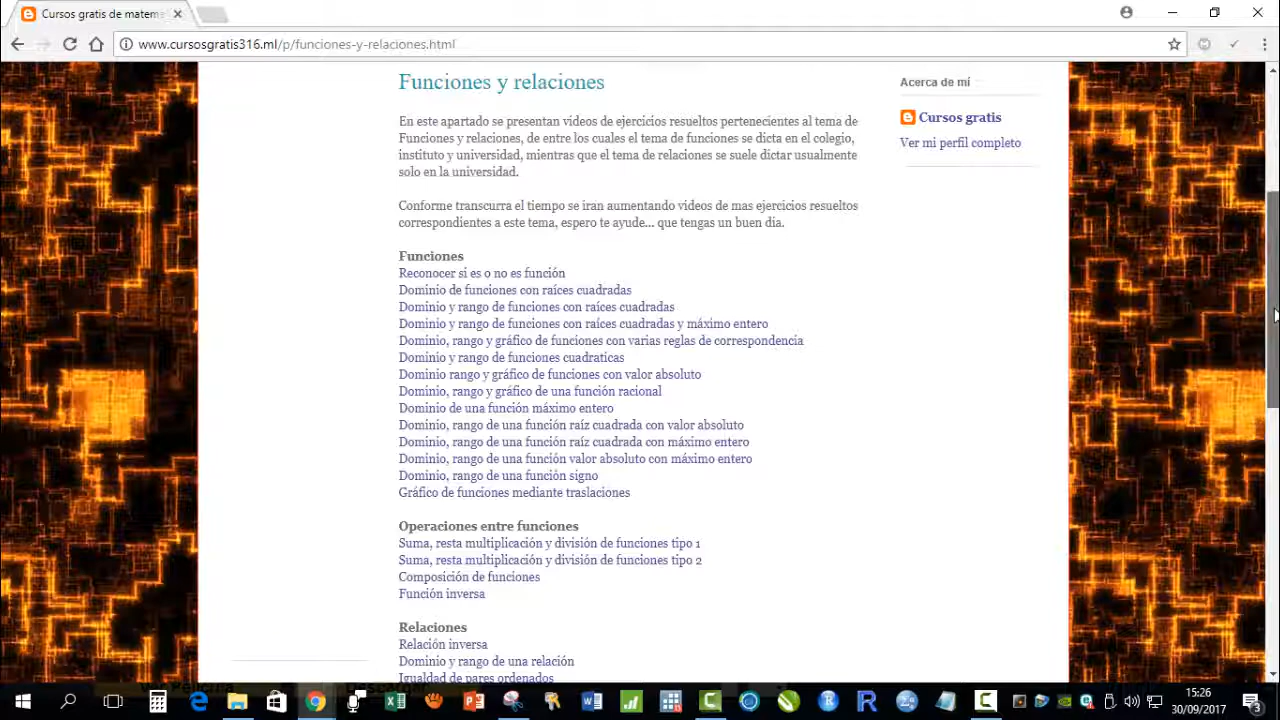 Cursos gratis de matema
www.cursosgratis316.ml/p/funciones-y-relaciones.html
Funciones y relaciones
En este apartado se presentan videos de ejercicios resueltos pertenecientes al tema de
Funciones y relaciones, de entre los cuales el tema de funciones se dicta en el colegio,
instituto y universidad, mientras que el tema de relaciones se suele dictar usualmente
solo en la universidad.
Conforme transcurra el tiempo se iran aumentando videos de mas ejercicios resueltos
correspondientes a este tema, espero te ayude... que tengas un buen dia.
Funciones
Reconocer si es o no es función
Dominio de funciones con raíces cuadradas
Dominio y rango de funciones con raíces cuadradas
Dominio y rango de funciones con raíces cuadradas y máximo entero
Dominio, rango y gráfico de funciones con varias reglas de correspondencia
Dominio y rango de funciones cuadraticas
Dominio rango y gráfico de funciones con valor absoluto
Dominio, rango y gráfico de una función racional
Dominio de una función máximo entero
Dominio, rango de una función raíz cuadrada con valor absoluto
Dominio, rango de una función raíz cuadrada con máximo entero
Dominio, rango de una función valor absoluto con máximo entero
Dominio, rango de una función signo
Gráfico de funciones mediante traslaciones
Operaciones entre funciones
Suma, resta multiplicación y división de funciones tipo 1
Suma, resta multiplicación y división de funciones tipo 2
Composición de funciones
Función inversa
Relaciones
Relación inversa
Dominio y rango de una relación
Igualdad de pares ordenados
Acerca de mí
Cursos gratis
Ver mi perfil completo
15:26
30/09/2017